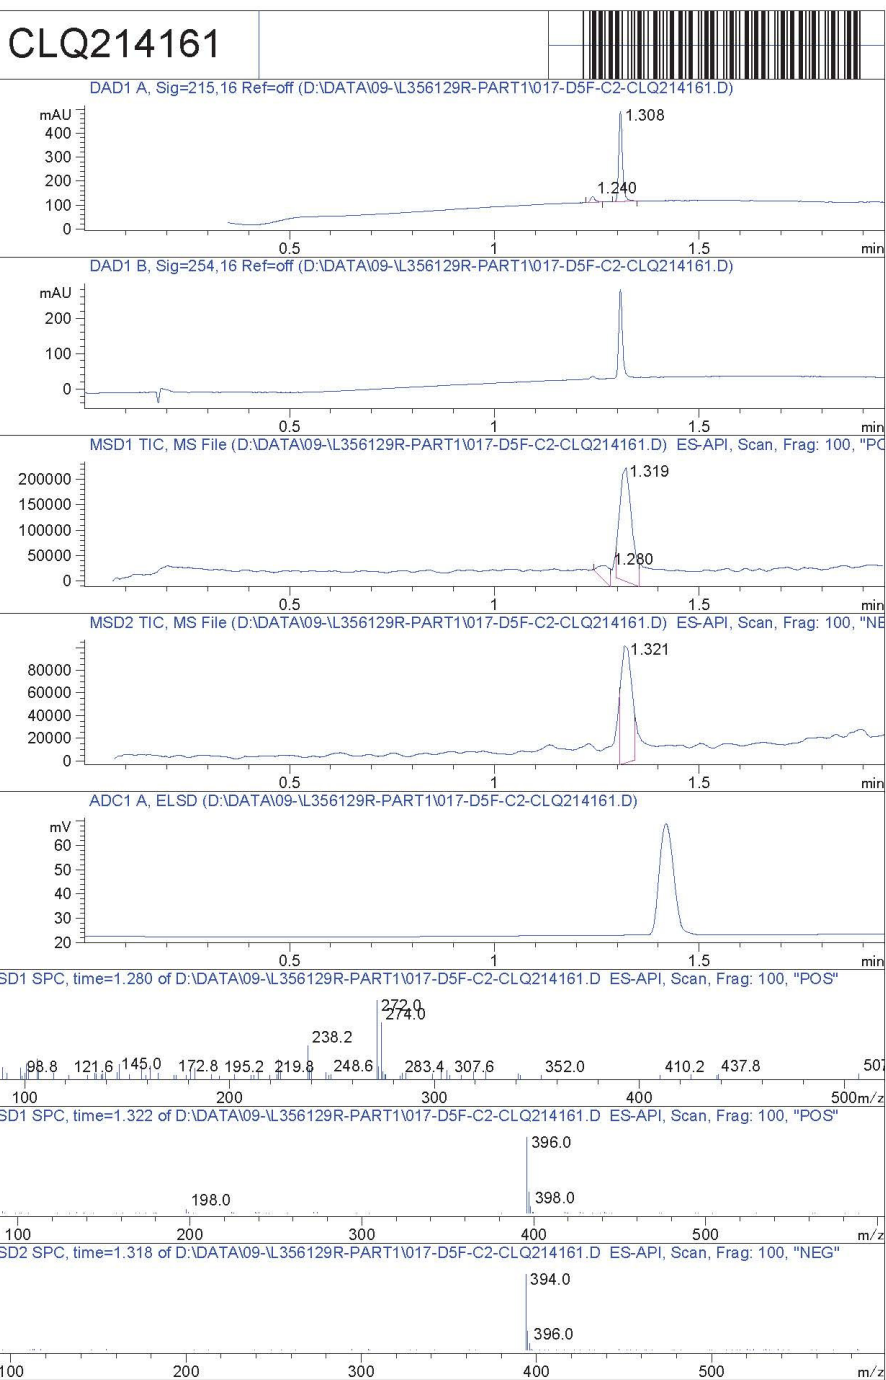 CLQ214161
DAD1 A, Sig=215,16 Ref=off (D:\DATA\09-\L356129R-PART1\017-D5F-C2-CLQ214161.D)
mAU
1.308
400
300
200
1.240
100
0
0.5 1 1.5 min
DAD1 B, Sig=254,16 Ref=off (D:\DATA\09-\L356129R-PART1\017-D5F-C2-CLQ214161.D)
mAU
200
100
0
0.5 1 1.5 min
MSD1 TIC, MS File (D:\DATA\09-\L356129R-PART1\017-D5F-C2-CLQ214161.D) ES-API, Scan, Frag: 100, "PO
1.319
200000
150000
100000
50000
1.280
0
0.5 1 1.5 min
MSD2 TIC, MS File (D:\DATA\09-\L356129R-PART1\017-D5F-C2-CLQ214161.D) ES-API, Scan, Frag: 100, "NE
1.321
80000
60000
40000
20000
0
0.5 1 1.5 min
ADC1 A, ELSD (D:\DATA\09-\L356129R-PART1\017-D5F-C2-CLQ214161.D)
mV
60
50
40
30
20
0.5 1 1.5 min
SD1 SPC, time=1.280 of D:\DATA\09-\L356129R-PART1\017-D5F-C2-CLQ214161.D ES-API, Scan, Frag: 100, "POS"
272.0
274.0
238.2
98.8 121.6 145.0 172.8 195.2 219.8 248.6 283.4 307.6 352.0 410.2 437.8 507
100 200 300 400 500 m/z
SD1 SPC, time=1.322 of D:\DATA\09-\L356129R-PART1\017-D5F-C2-CLQ214161.D ES-API, Scan, Frag: 100, "POS"
396.0
198.0 398.0
100 200 300 400 500 m/z
SD2 SPC, time=1.318 of D:\DATA\09-\L356129R-PART1\017-D5F-C2-CLQ214161.D ES-API, Scan, Frag: 100, "NEG"
394.0
396.0
100 200 300 400 500 m/z